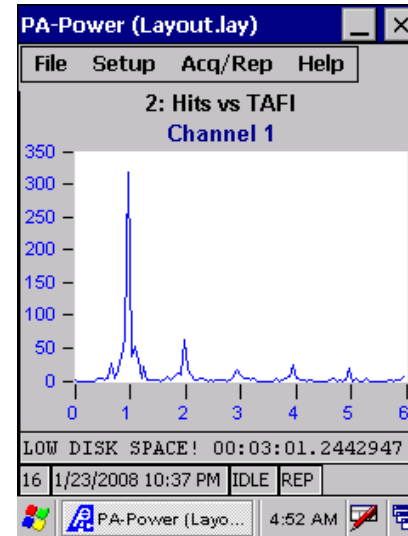 PA-Power (Layout.lay)
File Setup Acq/Rep Help
2: Hits vs TAFI
Channel 1
350
300
250
200
150
100
50
0
0 1 2 3 4 5 6
LOW DISK SPACE! 00:03:01.2442947
16 1/23/2008 10:37 PM IDLE REP
PA-Power (Layo... 4:52 AM